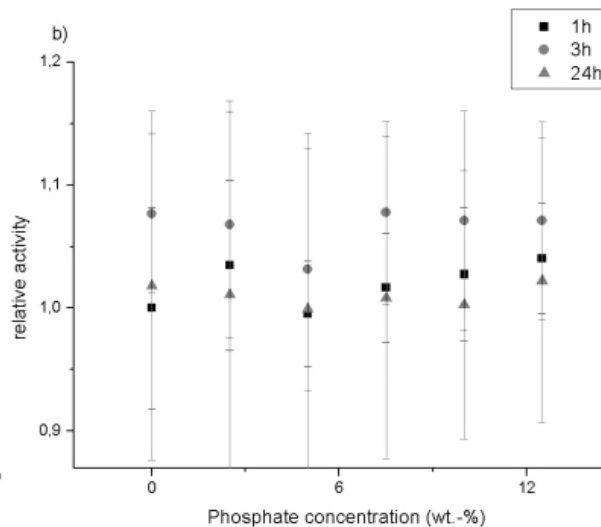 b)
1h
3h
24h
1,2
1,1
1,0
0,9
relative activity
0
6
12
Phosphate concentration (wt.-%)